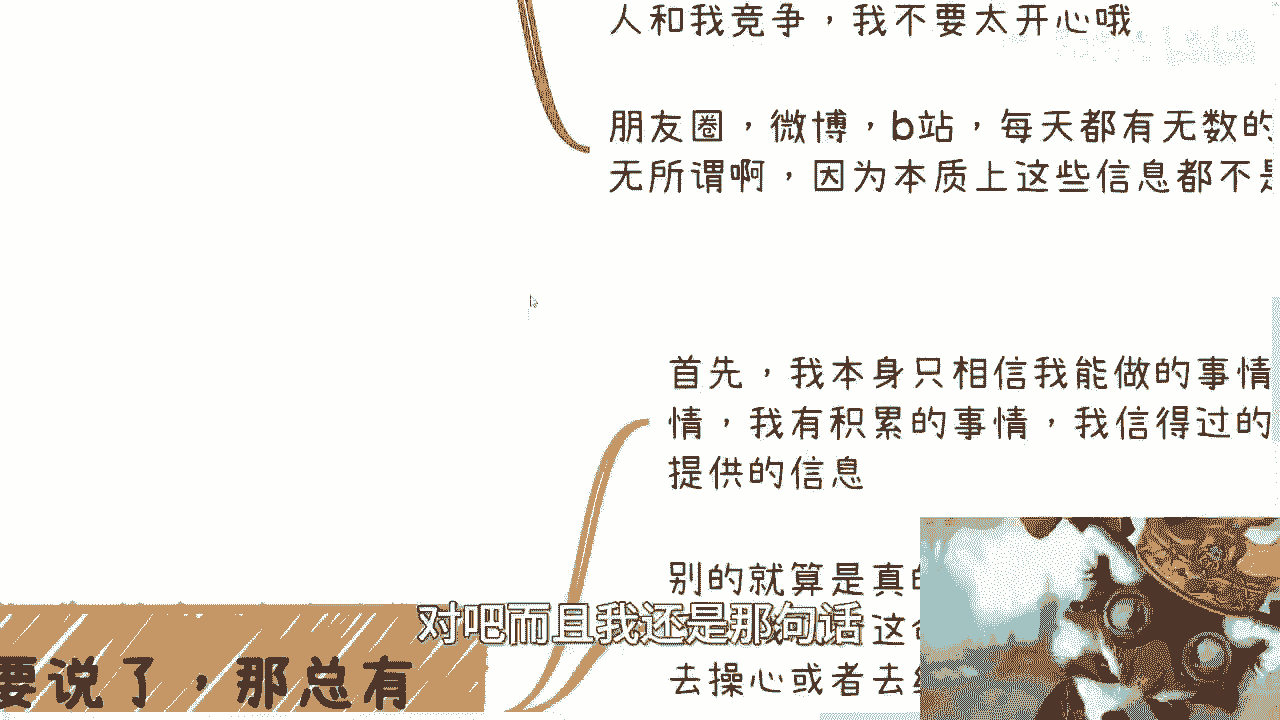 人和我竞争，我不要太开心哦
朋友圈，微博，b站，每天都有无数的
无所谓啊，因为本质上这些信息都不是
首先，我本身只相信我能做的事情
情，我有积累的事情，我信得过的
提供的信息
别的就算是真的
这
去操心或者去
要说了，那总有
对吧而且我还是那句话